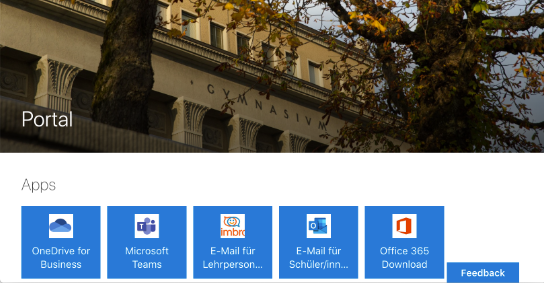 GYMNASIVM
Portal
Apps
OneDrive for
Business
Microsoft
Teams
imbro
E-Mail für
Lehrperson...
E-Mail für
Schüler/inn...
Office 365
Download
Feedback